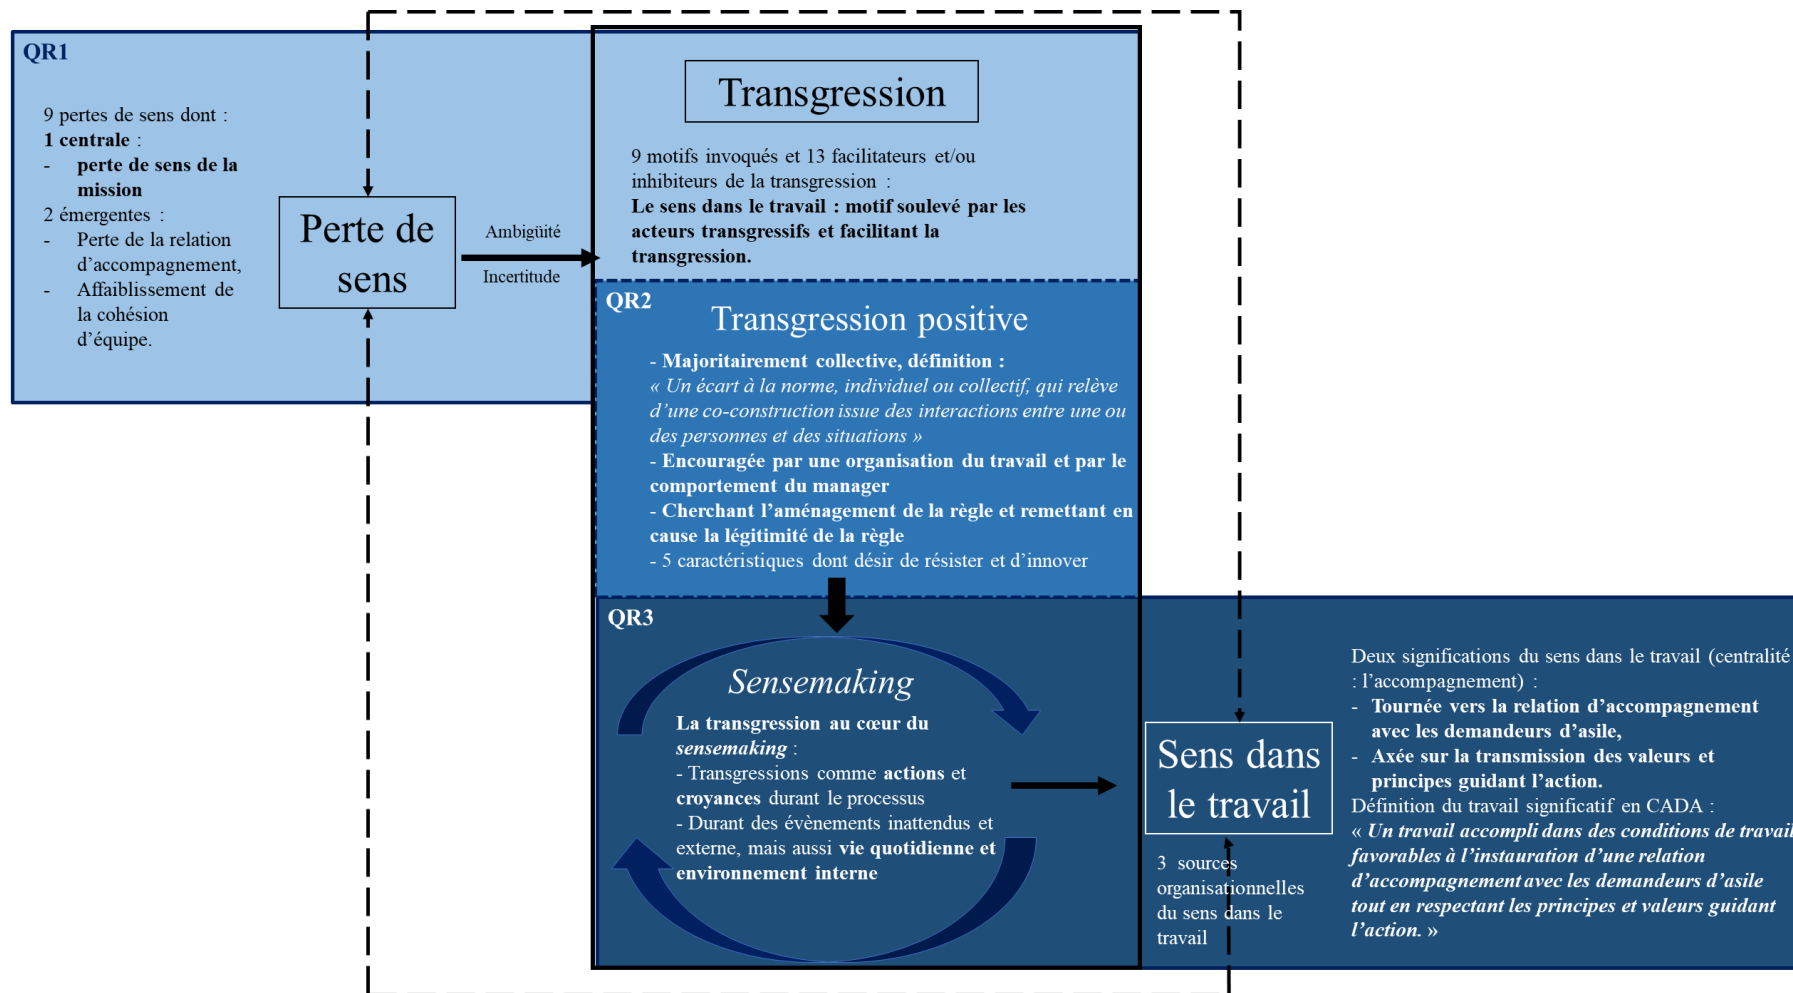 QR1
9 pertes de sens dont :
1 centrale :
- perte de sens de la
mission
2 émergentes :
- Perte de la relation
d’accompagnement,
- Affaiblissement de
la cohésion
d’équipe.
Perte de
sens
Ambigüité
Incertitude
Transgression
9 motifs invoqués et 13 facilitateurs et/ou
inhibiteurs de la transgression :
Le sens dans le travail : motif soulevé par les
acteurs transgressifs et facilitant la
transgression.
QR2
Transgression positive
- Majoritairement collective, définition :
« Un écart à la norme, individuel ou collectif, qui relève
d’une co-construction issue des interactions entre une ou
des personnes et des situations »
- Encouragée par une organisation du travail et par le
comportement du manager
- Cherchant l’aménagement de la règle et remettant en
cause la légitimité de la règle
- 5 caractéristiques dont désir de résister et d’innover
QR3
Sensemaking
La transgression au cœur du
sensemaking :
- Transgressions comme actions et
croyances durant le processus
- Durant des évènements inattendus et
externe, mais aussi vie quotidienne et
environnement interne
Sens dans
le travail
3 sources
organisationnelles
du sens dans le
travail
Deux significations du sens dans le travail (centralité
: l’accompagnement) :
- Tournée vers la relation d’accompagnement
avec les demandeurs d’asile,
- Axée sur la transmission des valeurs et
principes guidant l’action.
Définition du travail significatif en CADA :
« Un travail accompli dans des conditions de travail
favorables à l’instauration d’une relation
d’accompagnement avec les demandeurs d’asile
tout en respectant les principes et valeurs guidant
l’action. »